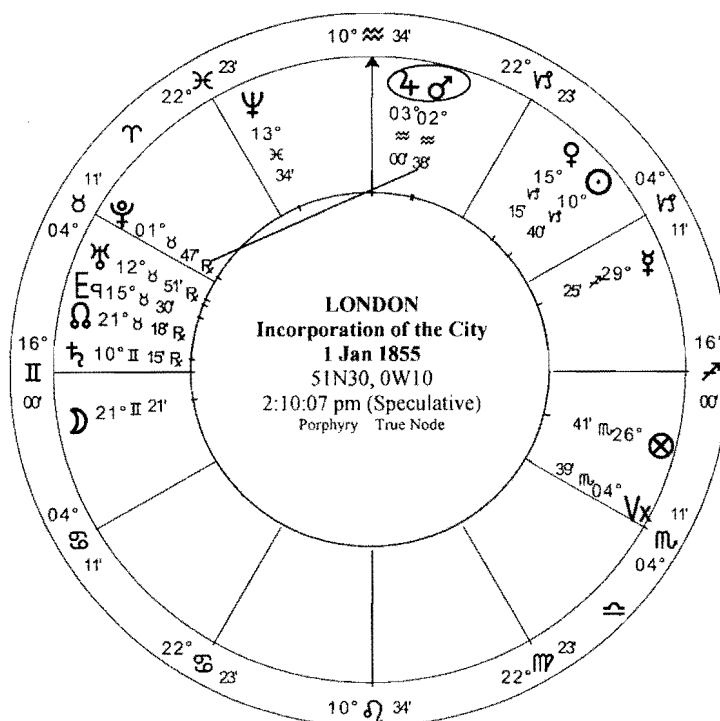 10° ♒ 34'
22° ♓ 23'
♆
13°
♓
34'
♃ ♂
03° 02°
♒ ♒
00' 38'
22° ♑ 23'
♈
♀
15° ♑ 15'
☉
10° ♑ 40'
04° ♑ 11'
04° ♉ 11'
♇ 01° ♉ 47' ℞
♅ 12° ♉ 51' ℞
Eq 15° ♉ 30'
☊ 21° ♉ 18' ℞
♄ 10° ♊ 15' ℞
25' ♐ 29° ☿
LONDON
Incorporation of the City
1 Jan 1855
51N30, 0W10
2:10:07 pm (Speculative)
Porphyry True Node
16° ♊ 00'
16° ♐ 00'
☽ 21° ♊ 21'
41' ♏ 26° ⊗
39' ♏ 04° Vx
04° ♋ 11'
04° ♏ 11'
♎
22° ♋ 23'
22° ♍ 23'
10° ♌ 34'